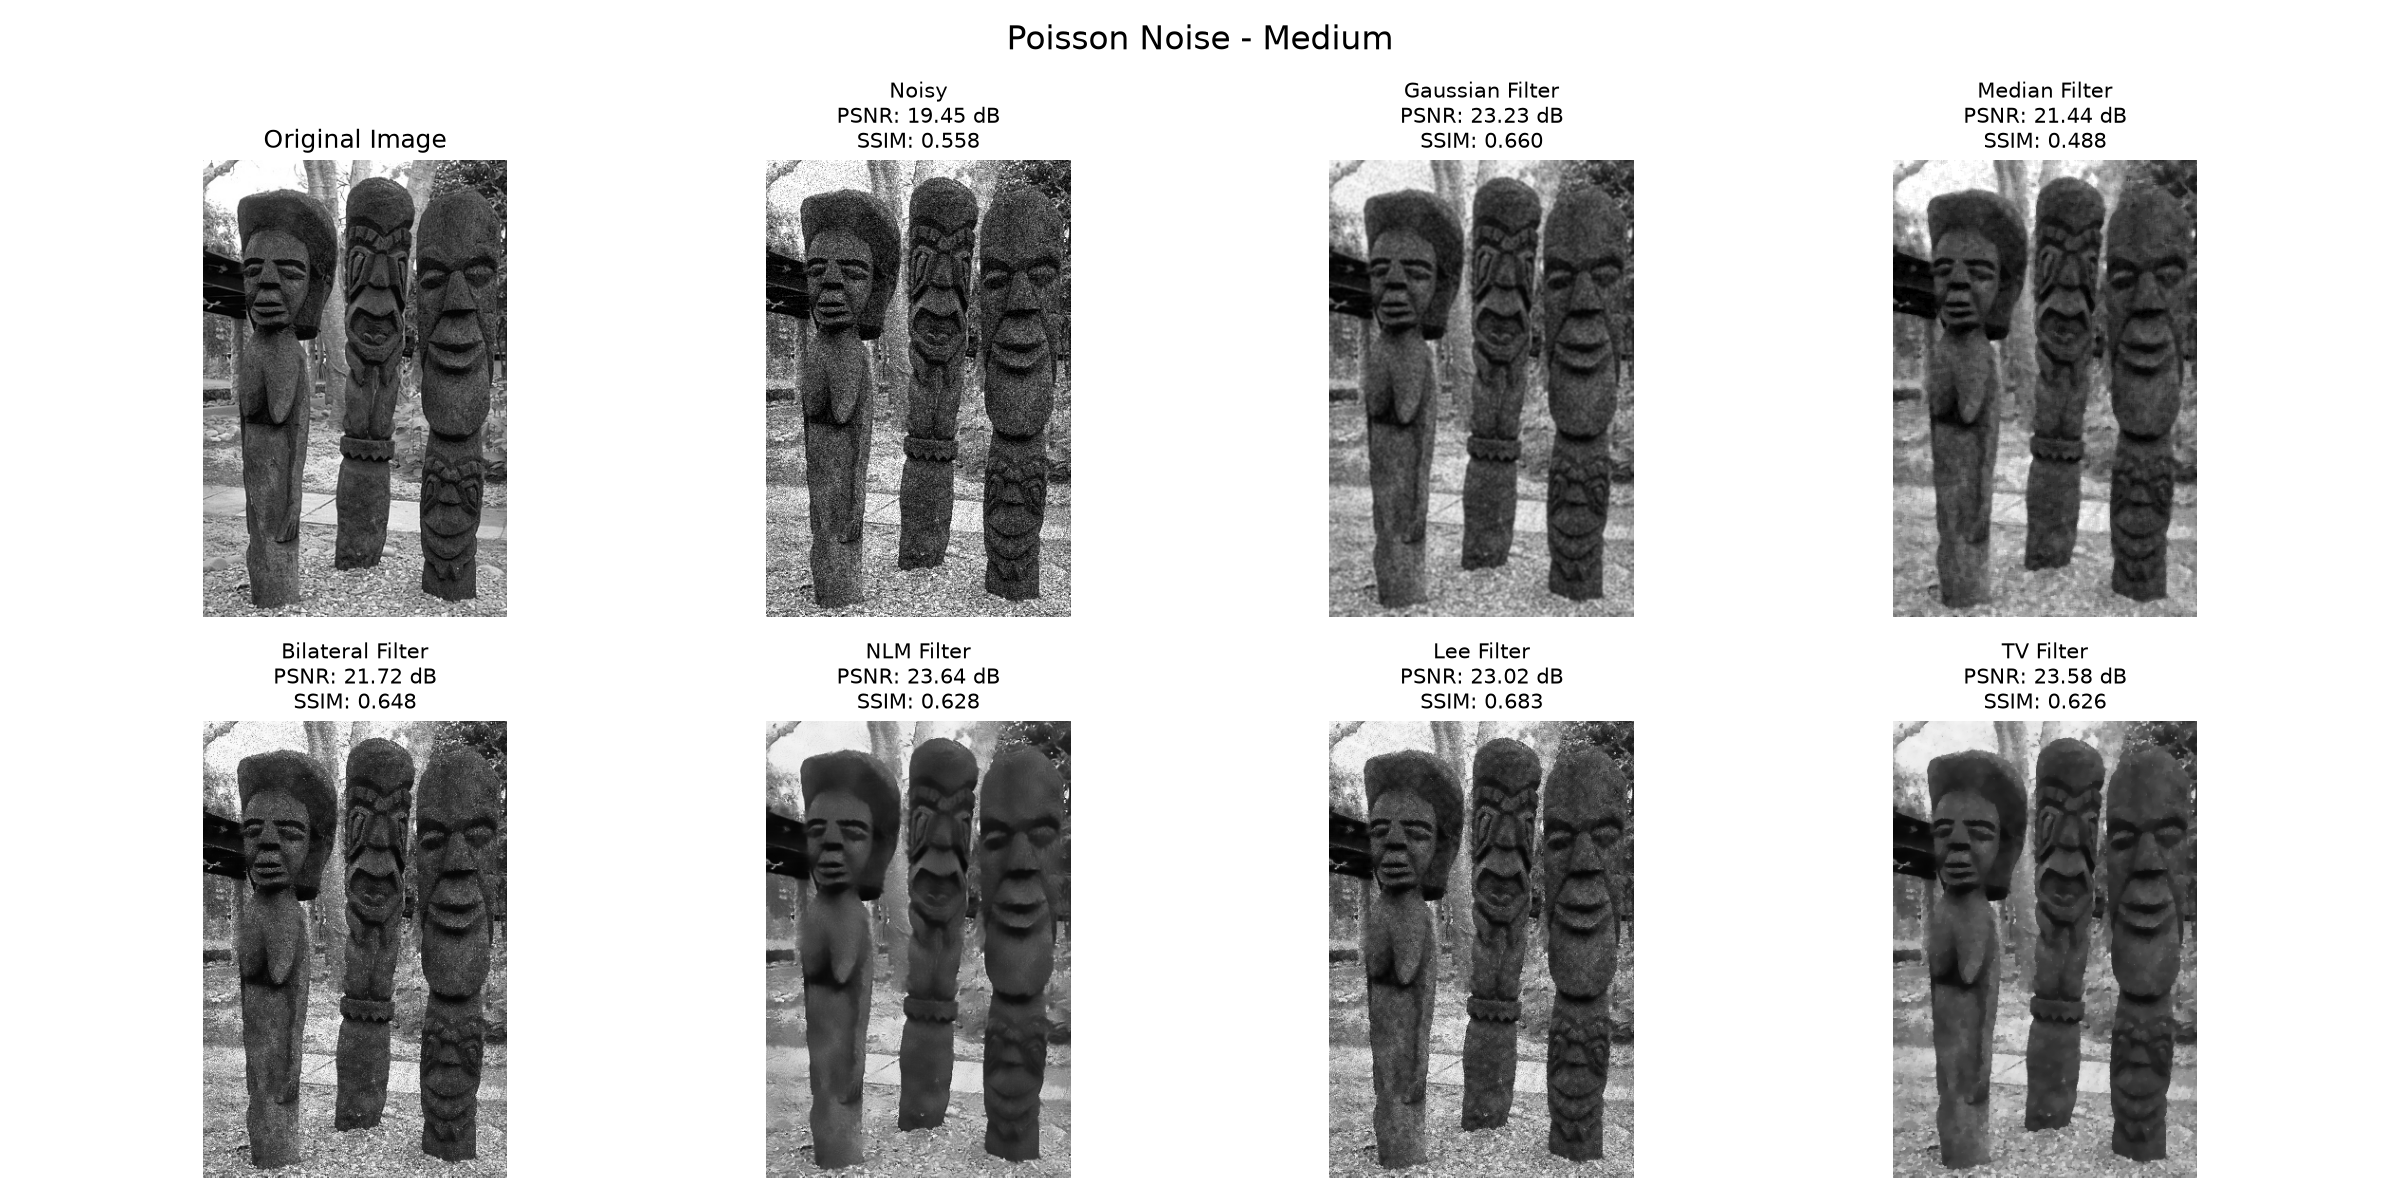 Poisson Noise - Medium
Original Image
Noisy
PSNR: 19.45 dB
SSIM: 0.558
Gaussian Filter
PSNR: 23.23 dB
SSIM: 0.660
Median Filter
PSNR: 21.44 dB
SSIM: 0.488
Bilateral Filter
PSNR: 21.72 dB
SSIM: 0.648
NLM Filter
PSNR: 23.64 dB
SSIM: 0.628
Lee Filter
PSNR: 23.02 dB
SSIM: 0.683
TV Filter
PSNR: 23.58 dB
SSIM: 0.626